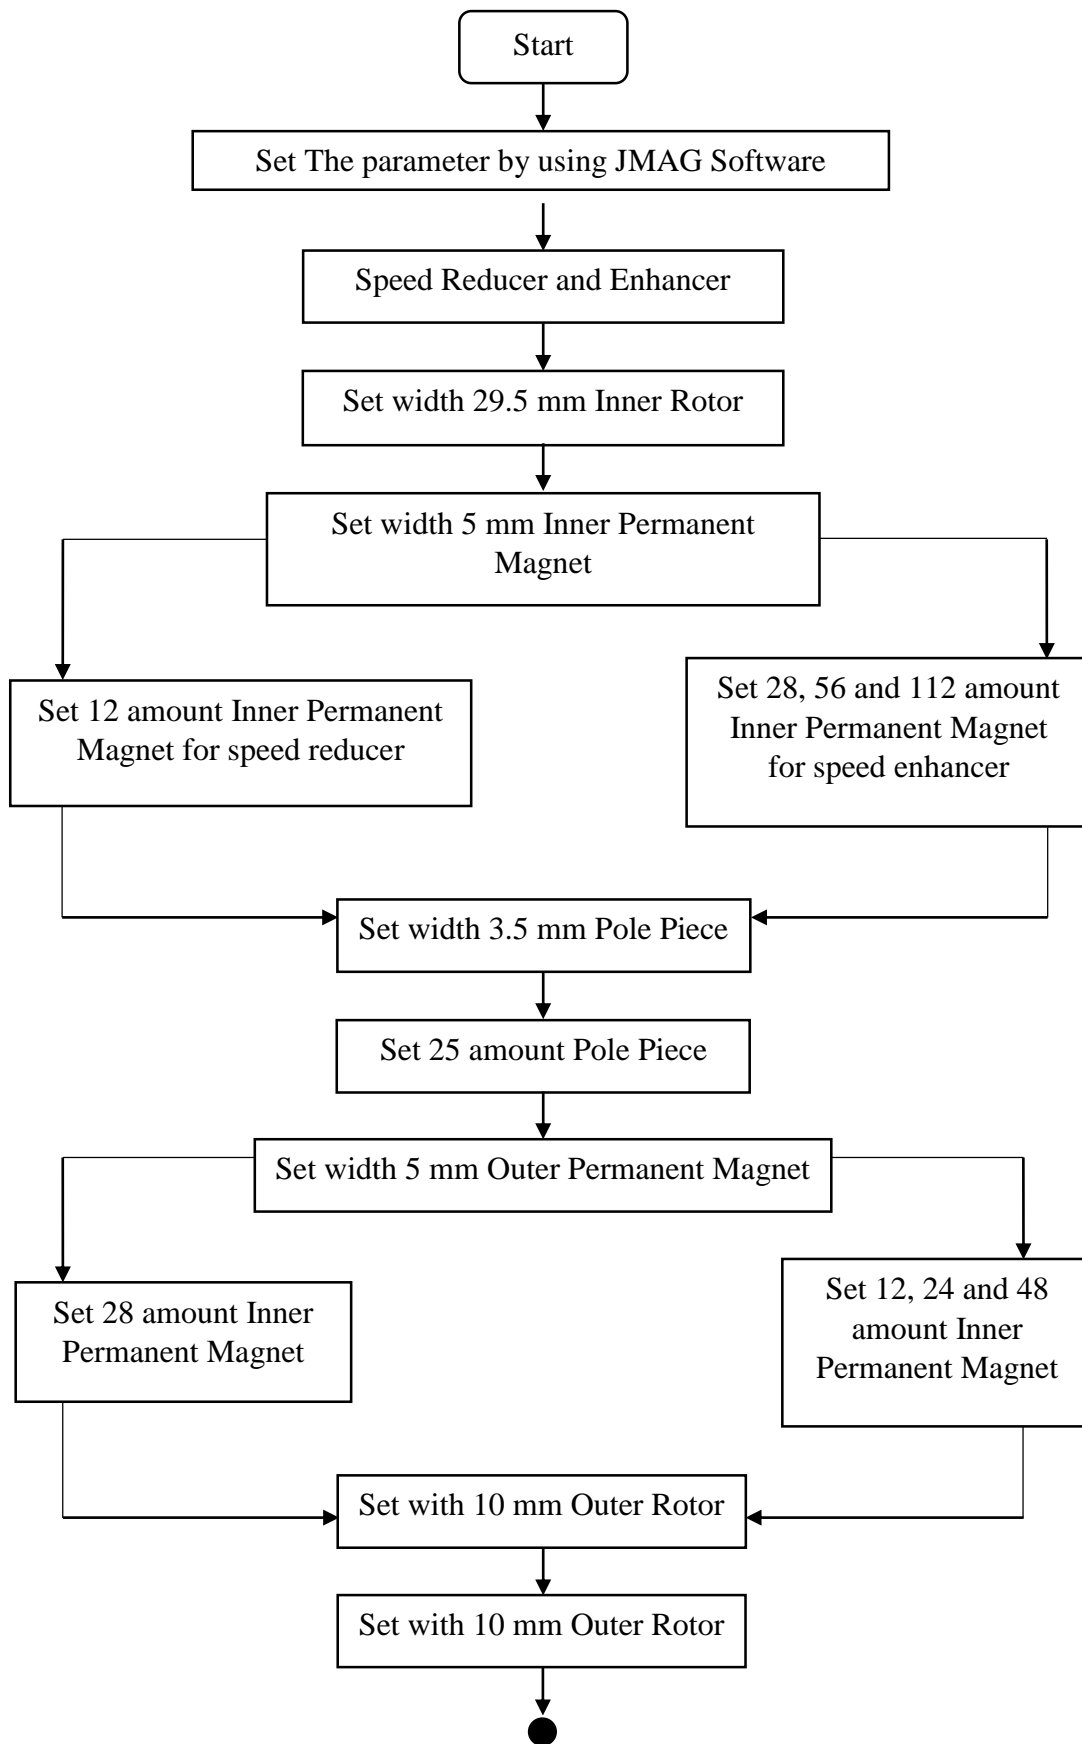 Start
Set The parameter by using JMAG Software
Speed Reducer and Enhancer
Set width 29.5 mm Inner Rotor
Set width 5 mm Inner Permanent
Magnet
Set 12 amount Inner Permanent
Magnet for speed reducer
Set 28, 56 and 112 amount
Inner Permanent Magnet
for speed enhancer
Set width 3.5 mm Pole Piece
Set 25 amount Pole Piece
Set width 5 mm Outer Permanent Magnet
Set 28 amount Inner
Permanent Magnet
Set 12, 24 and 48
amount Inner
Permanent Magnet
Set with 10 mm Outer Rotor
Set with 10 mm Outer Rotor